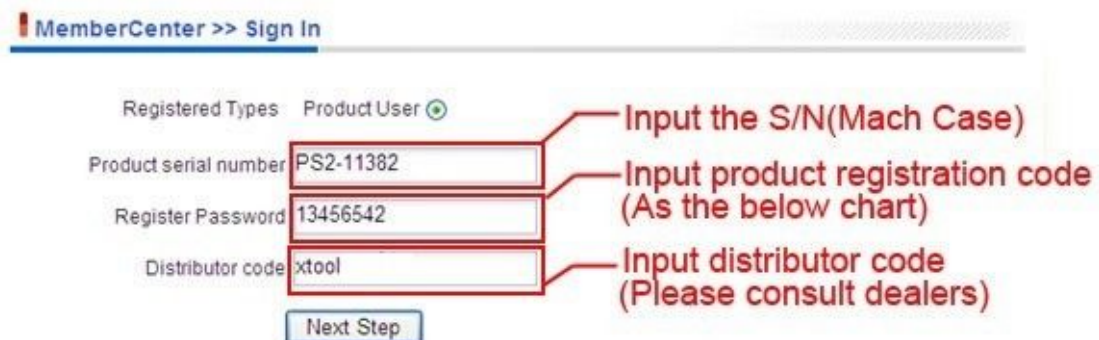 MemberCenter >> Sign In
Registered Types Product User
Input the S/N(Mach Case)
Product serial number PS2-11382
Input product registration code
(As the below chart)
Register Password 13456542
Distributor code xtool
Input distributor code
(Please consult dealers)
Next Step